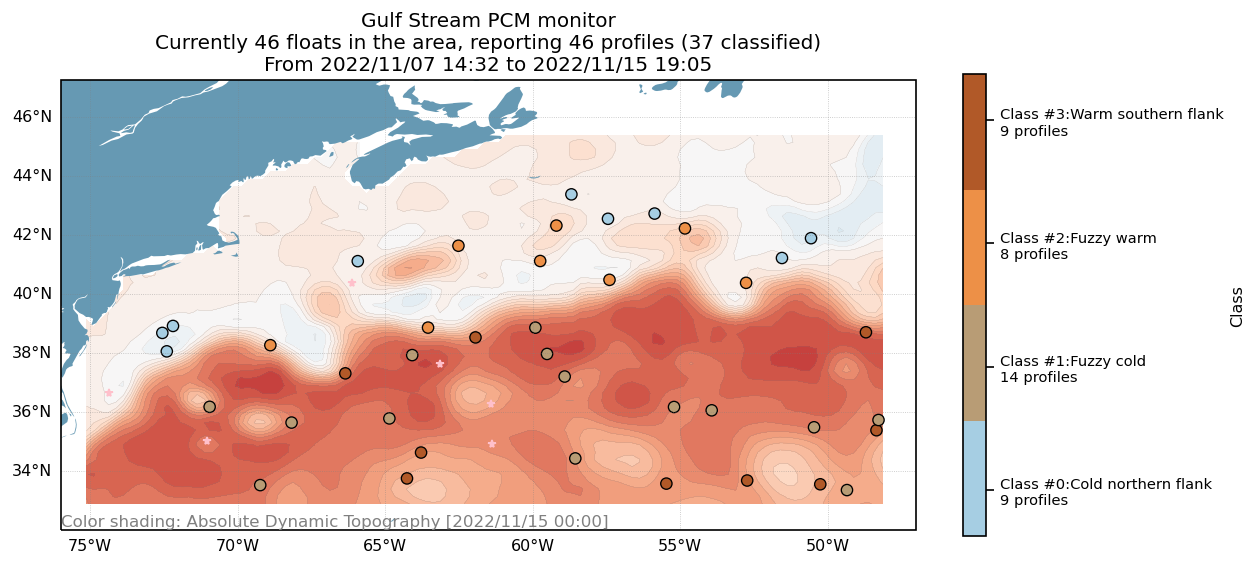 Gulf Stream PCM monitor
Currently 46 floats in the area, reporting 46 profiles (37 classified)
From 2022/11/07 14:32 to 2022/11/15 19:05
46°N
44°N
42°N
40°N
38°N
36°N
34°N
Color shading: Absolute Dynamic Topography [2022/11/15 00:00]
75°W
70°W
65°W
60°W
55°W
50°W
Class #3:Warm southern flank
9 profiles
Class #2:Fuzzy warm
8 profiles
Class #1:Fuzzy cold
14 profiles
Class #0:Cold northern flank
9 profiles
Class